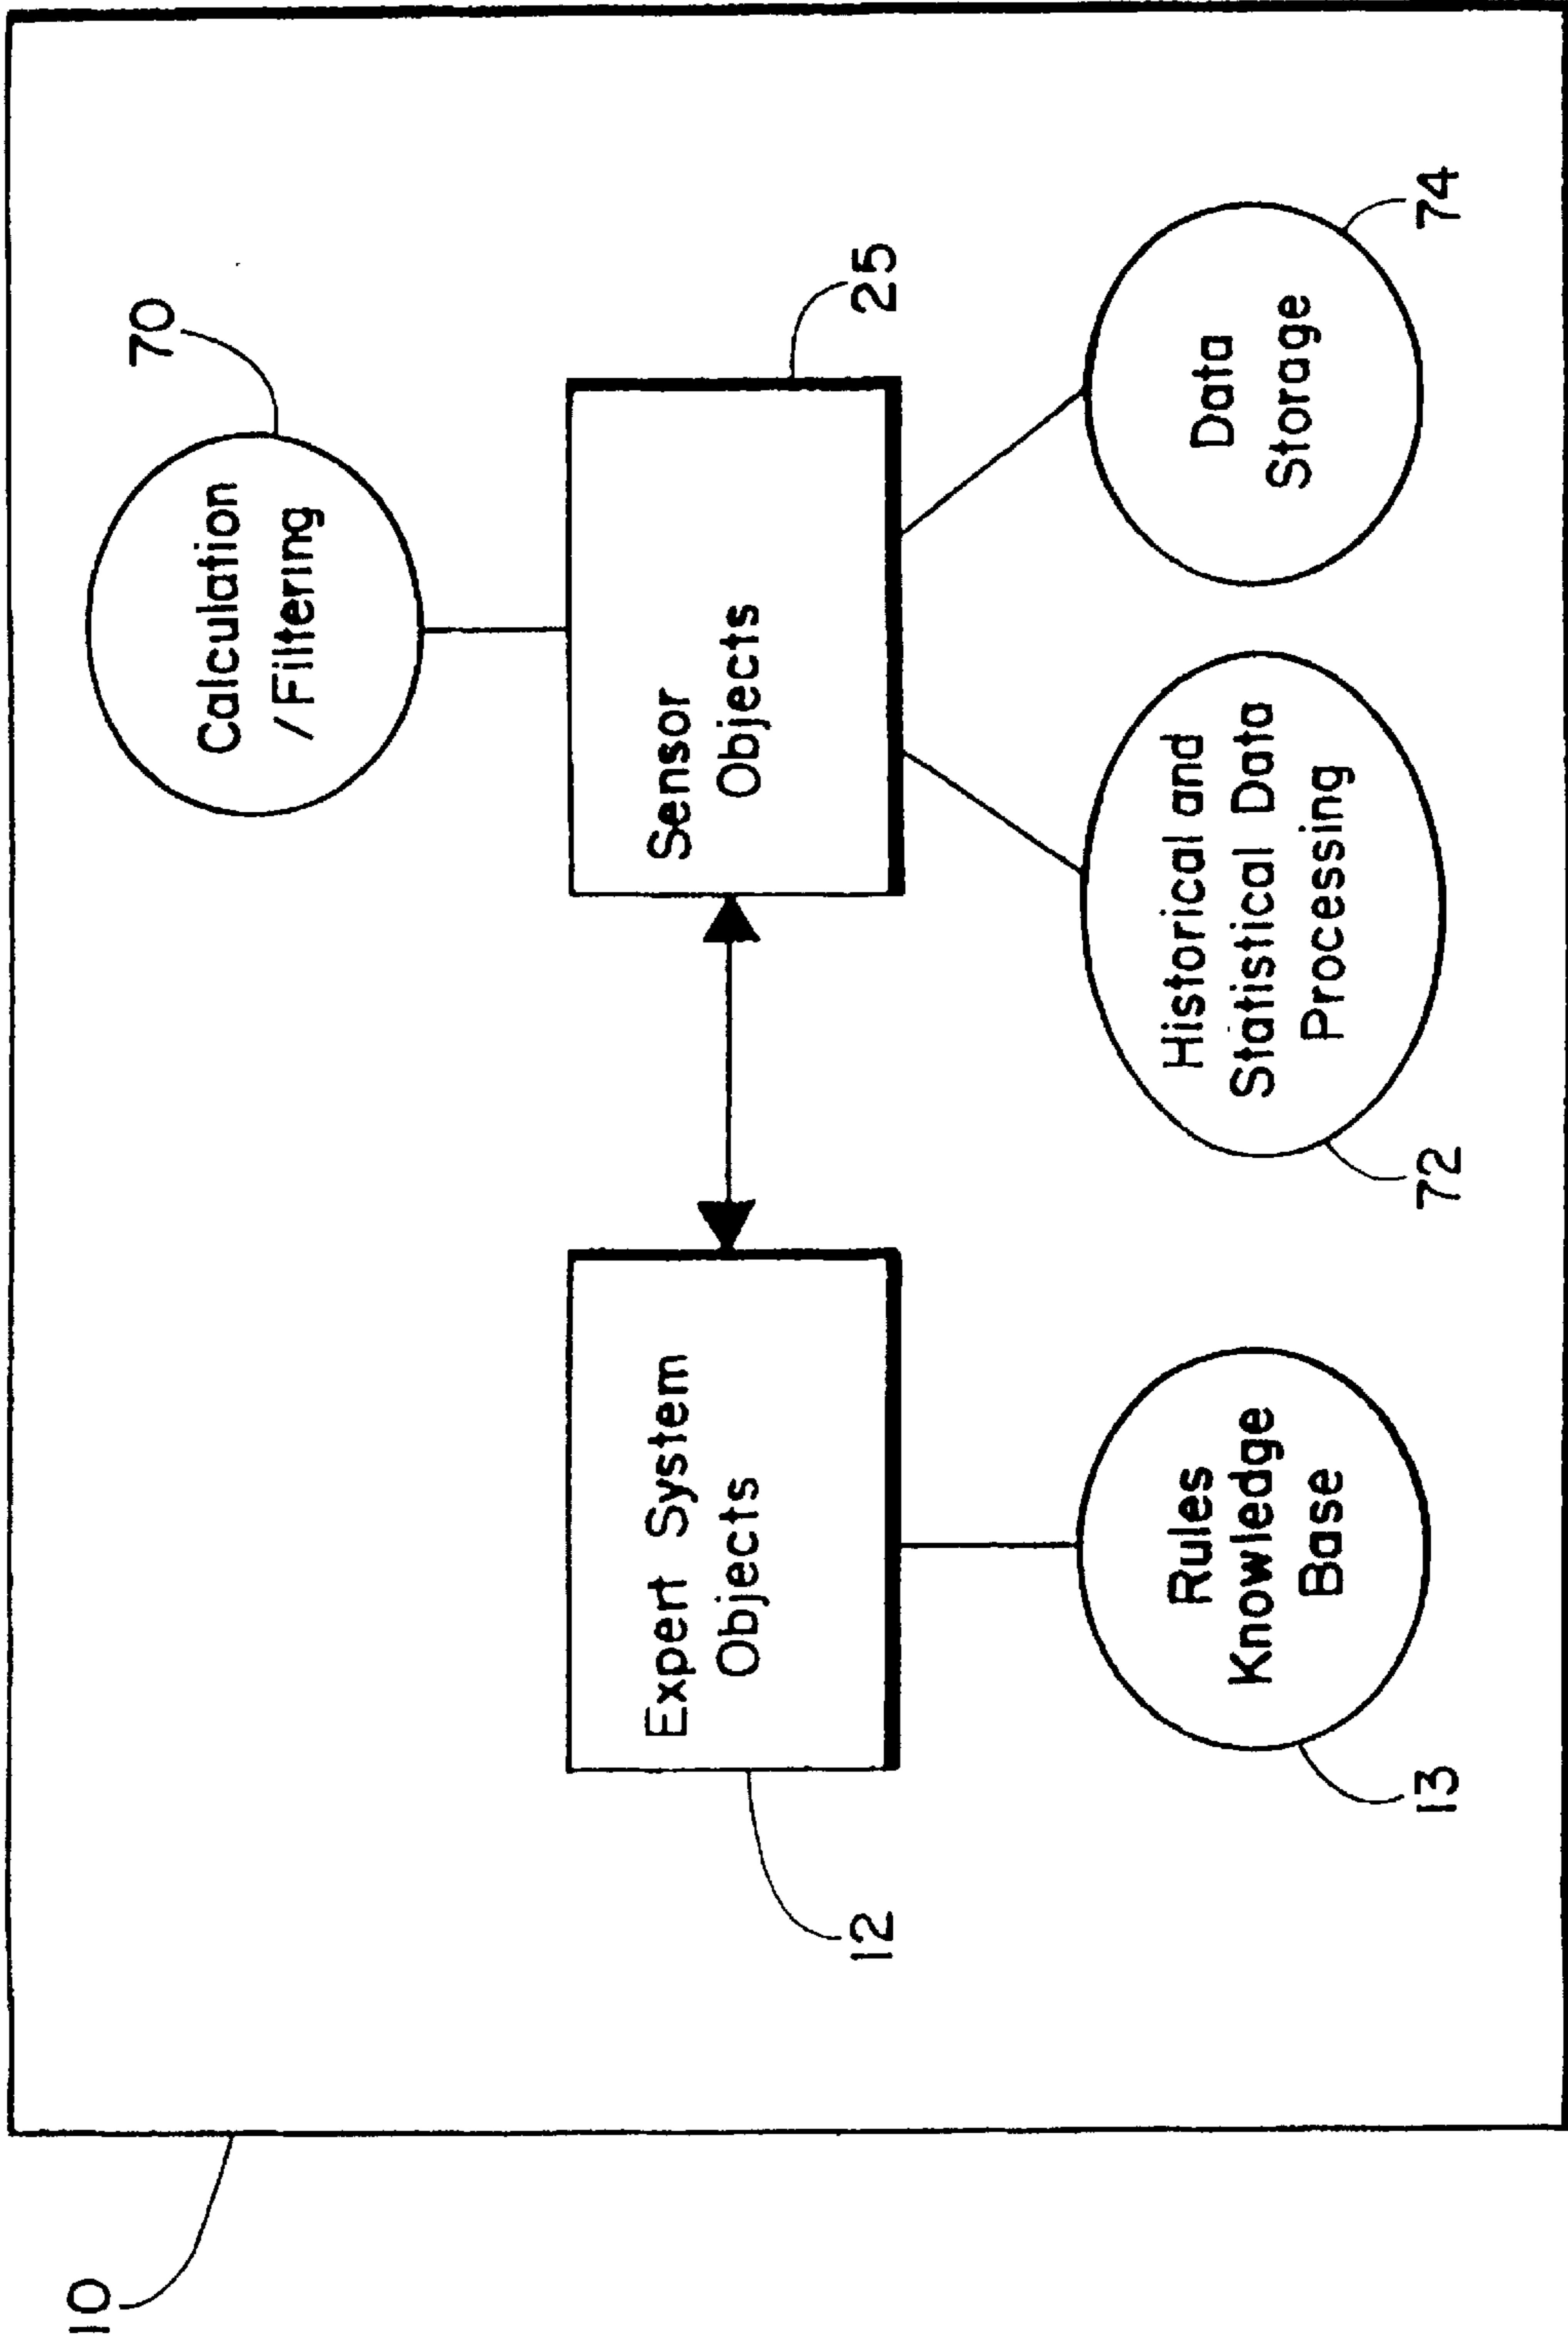 10
70
Calculation
/Filtering
Sensor
Objects
25
Expert System
Objects
12
Data
Storage
74
Historical and
Statistical Data
Processing
72
Rules
Knowledge
Base
13